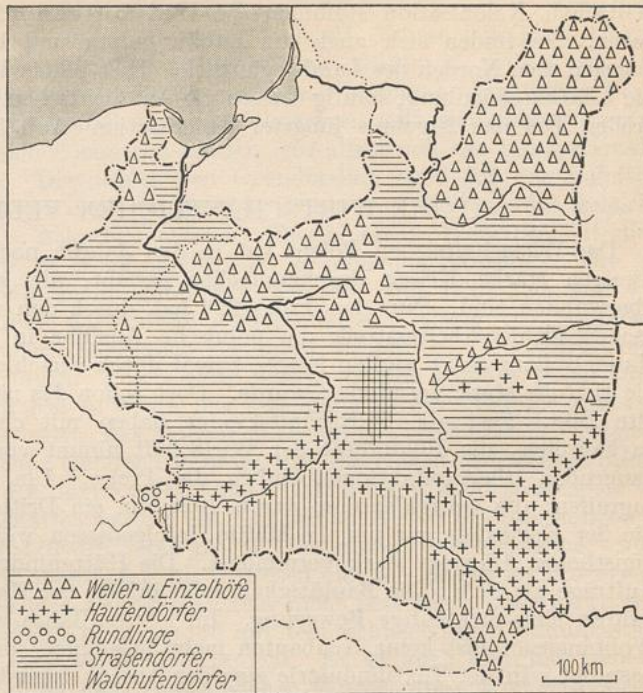 Weiler u. Einzelhöfe
Haufendörfer
Rundlinge
Straßendörfer
Waldhufendörfer
100 km